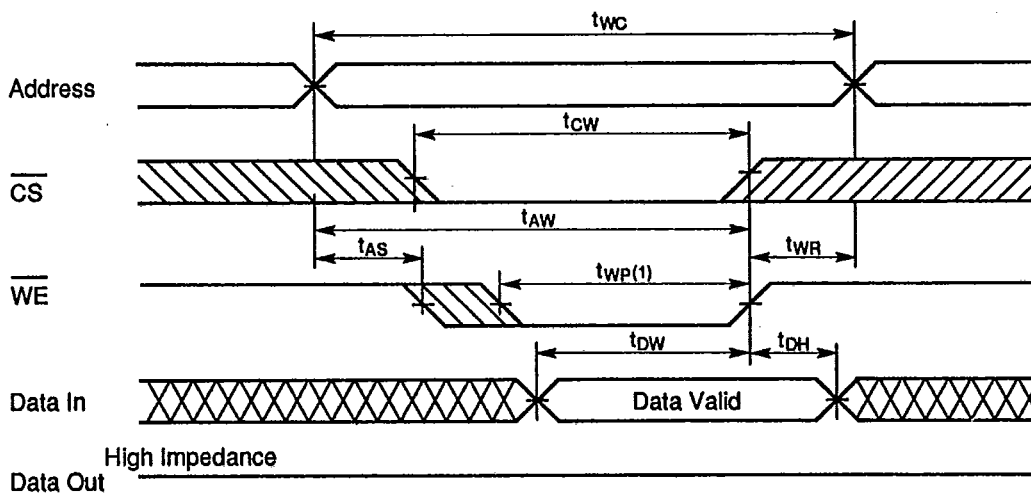 tWC
Address
tCW
CS
tAW
tAS
tWR
WE
tWP(1)
tDW
tDH
Data In
Data Valid
High Impedance
Data Out